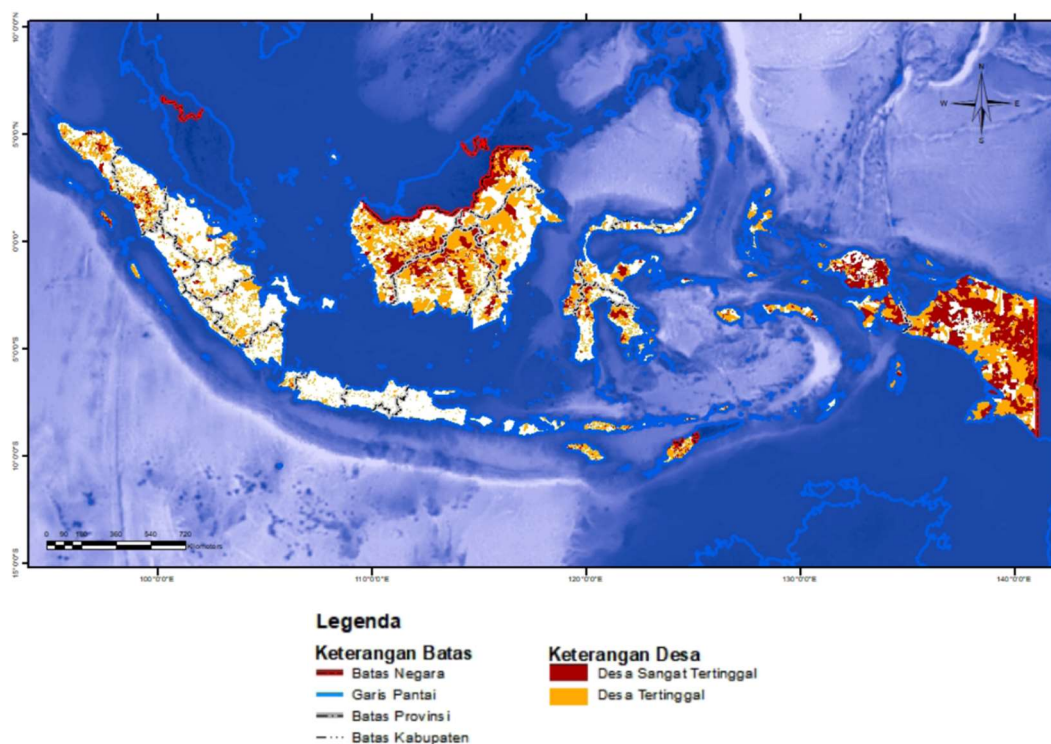 N
W E
S
0 90 180 360 540 720
Kilometers
100°0'0"E 110°0'0"E 120°0'0"E 130°0'0"E 140°0'0"E
Legenda
Keterangan Batas
Batas Negara
Garis Pantai
Batas Provinsi
Batas Kabupaten
Keterangan Desa
Desa Sangat Tertinggal
Desa Tertinggal